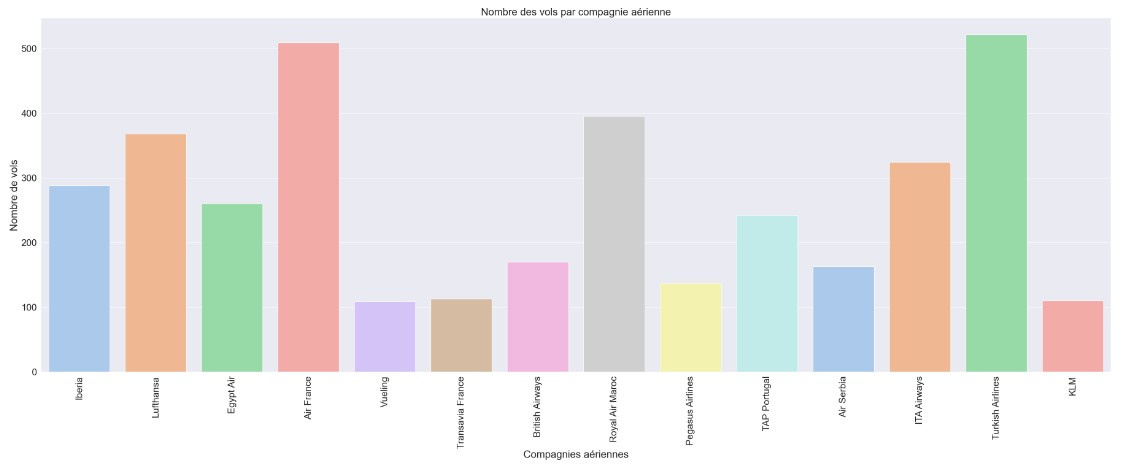 Nombre des vols par compagnie aérienne
Nombre de vols
500
400
300
200
100
0
Iberia
Lufthansa
Egypt Air
Air France
Vueling
Transavia France
British Airways
Royal Air Maroc
Pegasus Airlines
TAP Portugal
Air Serbia
ITA Airways
Turkish Airlines
KLM
Compagnies aériennes